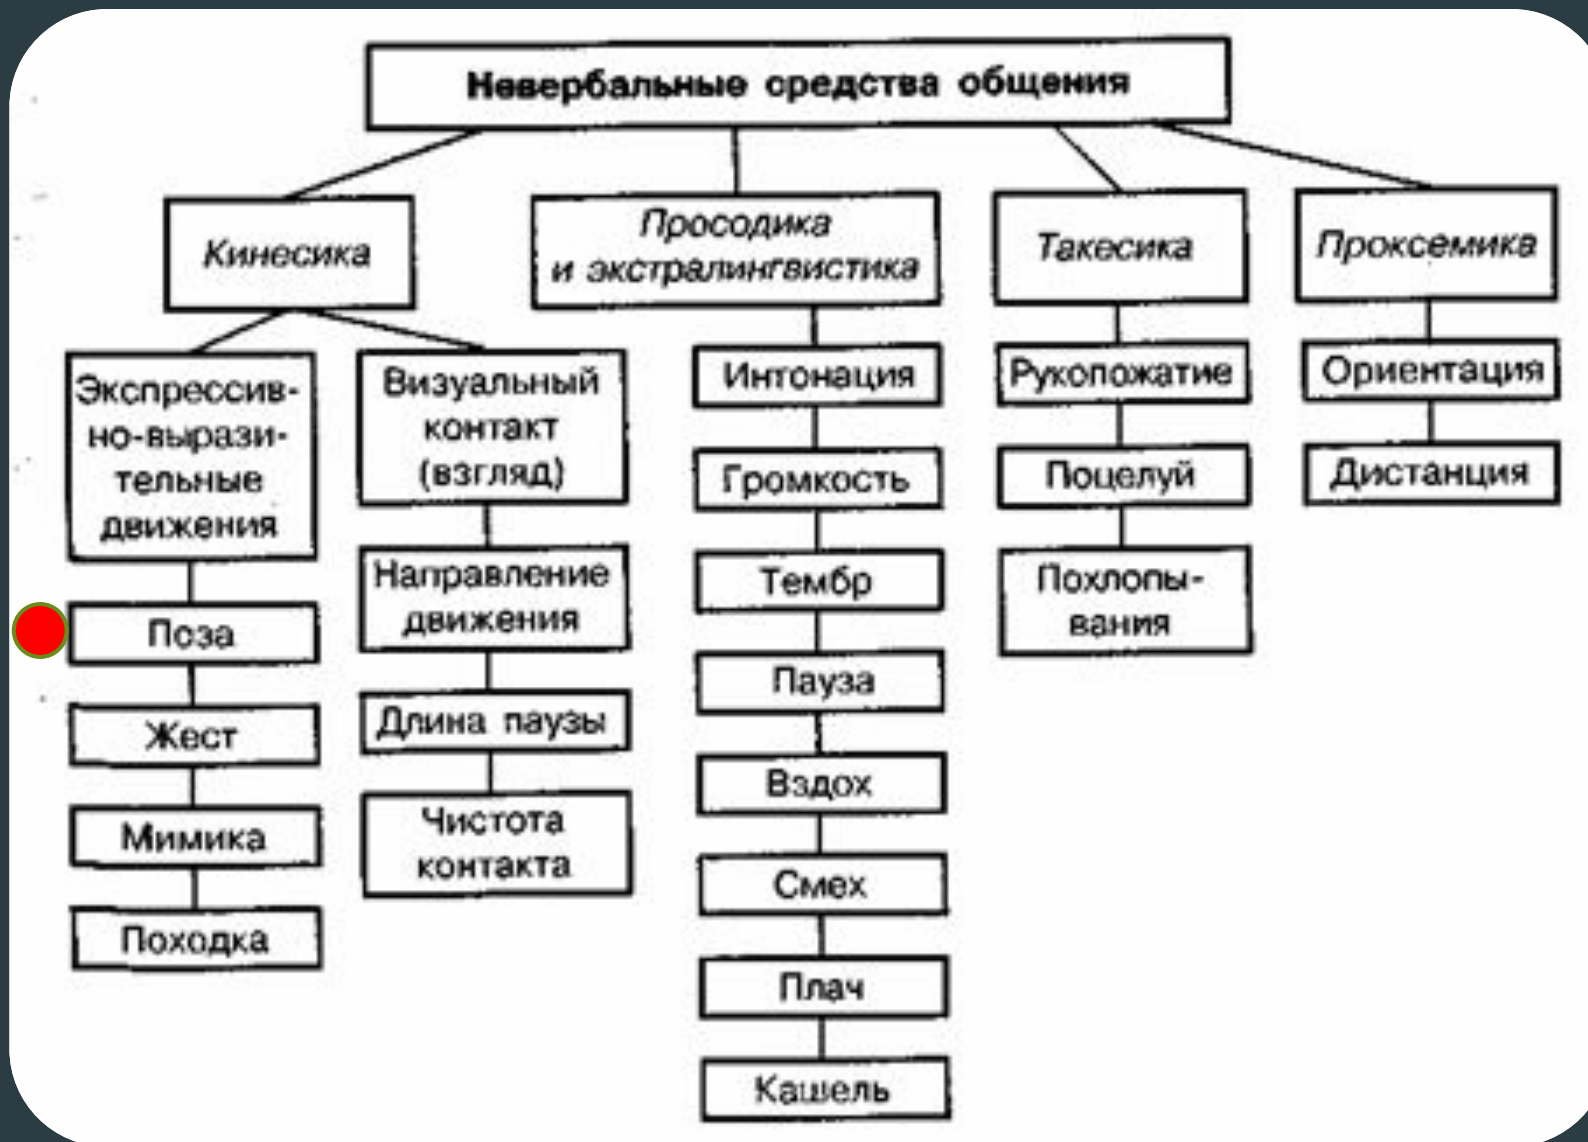 Невербальные средства общения
Кинесика
Просодика
и экстралингвистика
Такесика
Проксемика
Экспрессив-
но-вырази-
тельные
движения
Поза
Жест
Мимика
Походка
Визуальный
контакт
(взгляд)
Направление
движения
Длина паузы
Чистота
контакта
Интонация
Громкость
Тембр
Пауза
Вздох
Смех
Плач
Кашель
Рукопожатие
Поцелуй
Похлопы-
вания
Ориентация
Дистанция